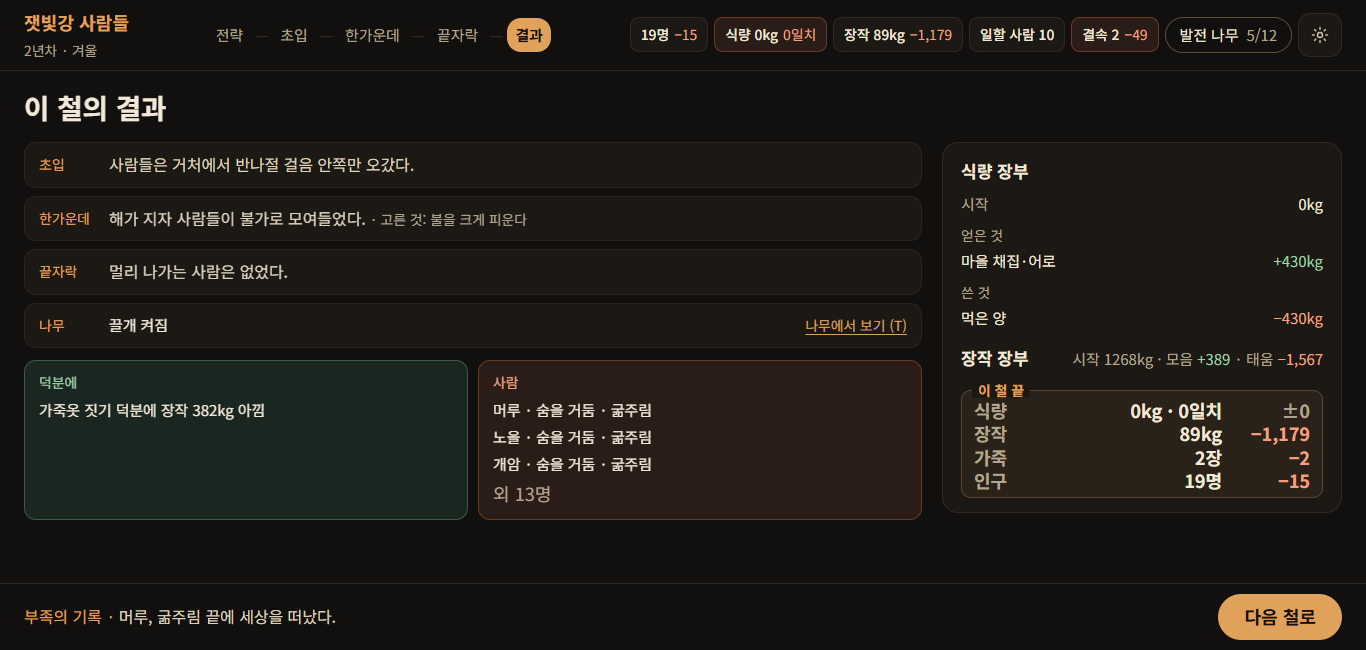 잿빛강 사람들
2년차 · 겨울
전략 — 초입 — 한가운데 — 끝자락 — 결과
19명 −15
식량 0kg 0일치
장작 89kg −1,179
일할 사람 10
결속 2 −49
발전 나무 5/12
이 철의 결과
초입 사람들은 거처에서 반나절 걸음 안쪽만 오갔다.
한가운데 해가 지자 사람들이 불가로 모여들었다. · 고른 것: 불을 크게 피운다
끝자락 멀리 나가는 사람은 없었다.
나무 끌개 켜짐 나무에서 보기 (T)
덕분에
가죽옷 짓기 덕분에 장작 382kg 아낌
사람
머루 · 숨을 거둠 · 굶주림
노을 · 숨을 거둠 · 굶주림
개암 · 숨을 거둠 · 굶주림
외 13명
식량 장부
시작 0kg
얻은 것
마을 채집·어로 +430kg
쓴 것
먹은 양 −430kg
장작 장부 시작 1268kg · 모음 +389 · 태움 −1,567
이 철 끝
식량 0kg · 0일치 ±0
장작 89kg −1,179
가죽 2장 −2
인구 19명 −15
부족의 기록 · 머루, 굶주림 끝에 세상을 떠났다.
다음 철로